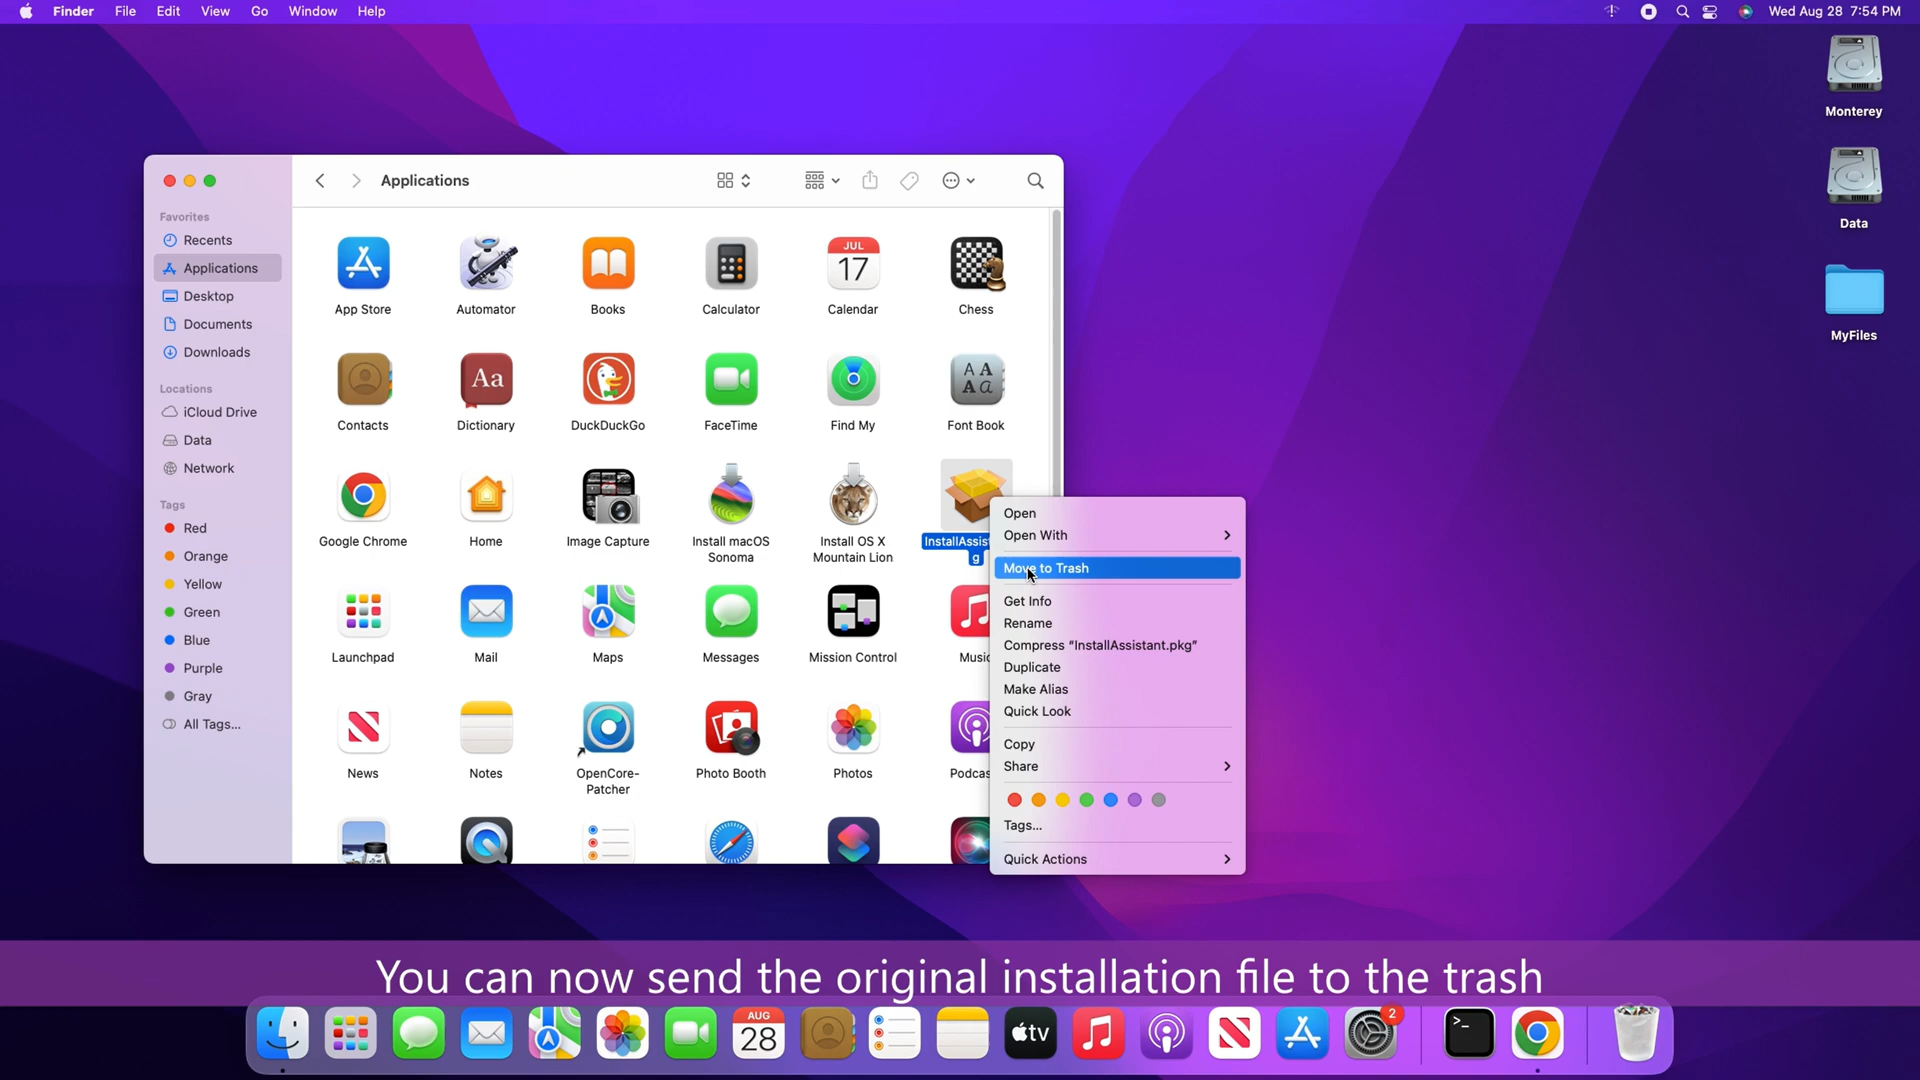 Finder File Edit View Go Window Help Wed Aug 28 7:54 PM
Monterey
Data
MyFiles
Applications
Favorites
Recents
Applications
Desktop
Documents
Downloads
Locations
iCloud Drive
Data
Network
Tags
Red
Orange
Yellow
Green
Blue
Purple
Gray
All Tags...
JUL
17
App Store Automator Books Calculator Calendar Chess
Aa
A A
A a
Contacts Dictionary DuckDuckGo FaceTime Find My Font Book
Google Chrome Home Image Capture Install macOS
Sonoma
Install OS X
Mountain Lion
InstallAssist
g
Launchpad Mail Maps Messages Mission Control Music
News Notes OpenCore-
Patcher
Photo Booth Photos Podcas
Open
Open With
Move to Trash
Get Info
Rename
Compress “InstallAssistant.pkg”
Duplicate
Make Alias
Quick Look
Copy
Share
Tags...
Quick Actions
You can now send the original installation file to the trash
AUG
28
tv
2
>_